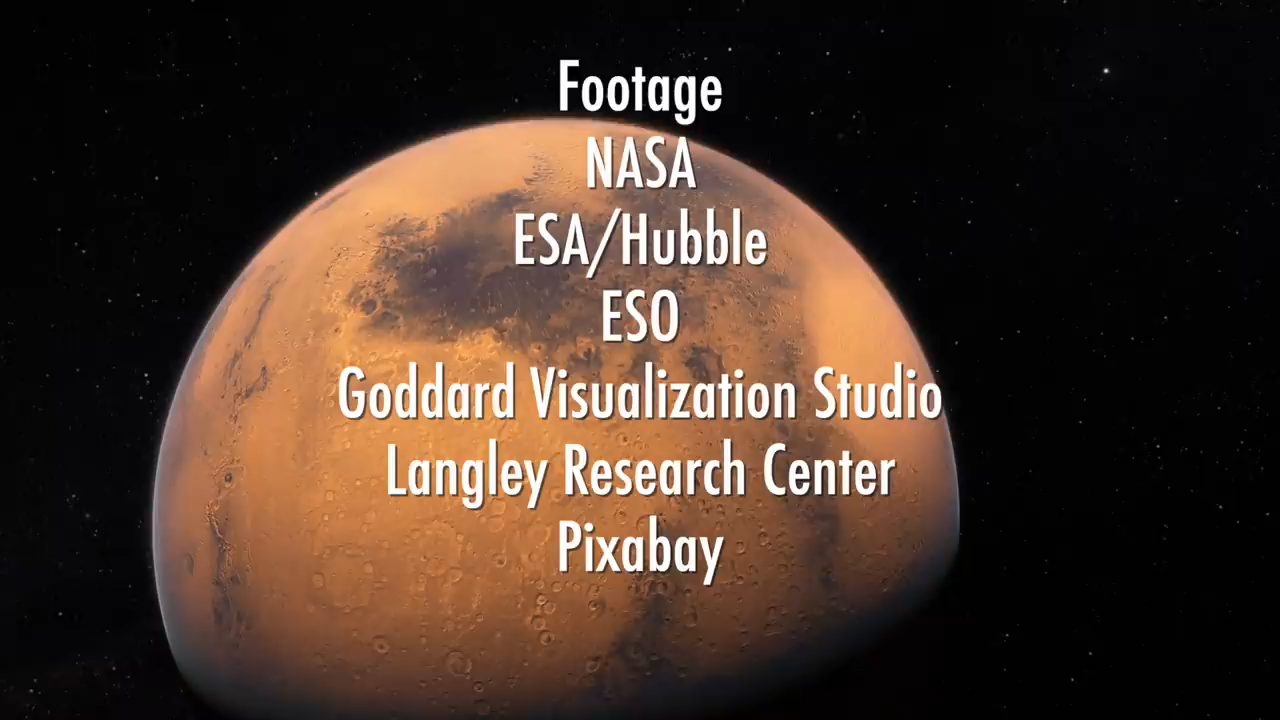 Footage
NASA
ESA/Hubble
ESO
Goddard Visualization Studio
Langley Research Center
Pixabay